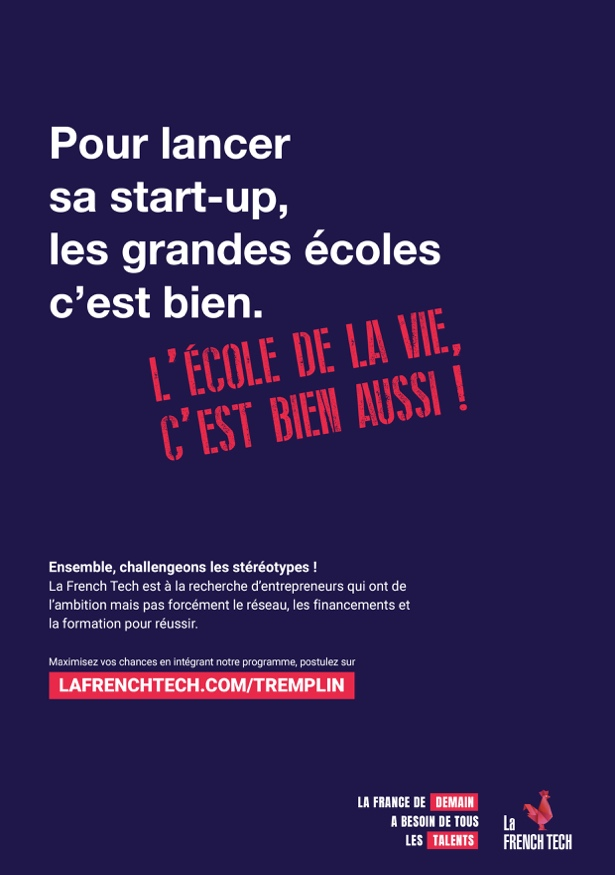 Pour lancer
sa start-up,
les grandes écoles
c’est bien.
L’ÉCOLE DE LA VIE,
C’EST BIEN AUSSI !
Ensemble, challengeons les stéréotypes !
La French Tech est à la recherche d’entrepreneurs qui ont de
l’ambition mais pas forcément le réseau, les financements et
la formation pour réussir.
Maximisez vos chances en intégrant notre programme, postulez sur
LAFRENCHTECH.COM/TREMPLIN
LA FRANCE DE DEMAIN
A BESOIN DE TOUS
LES TALENTS
La
FRENCH TECH